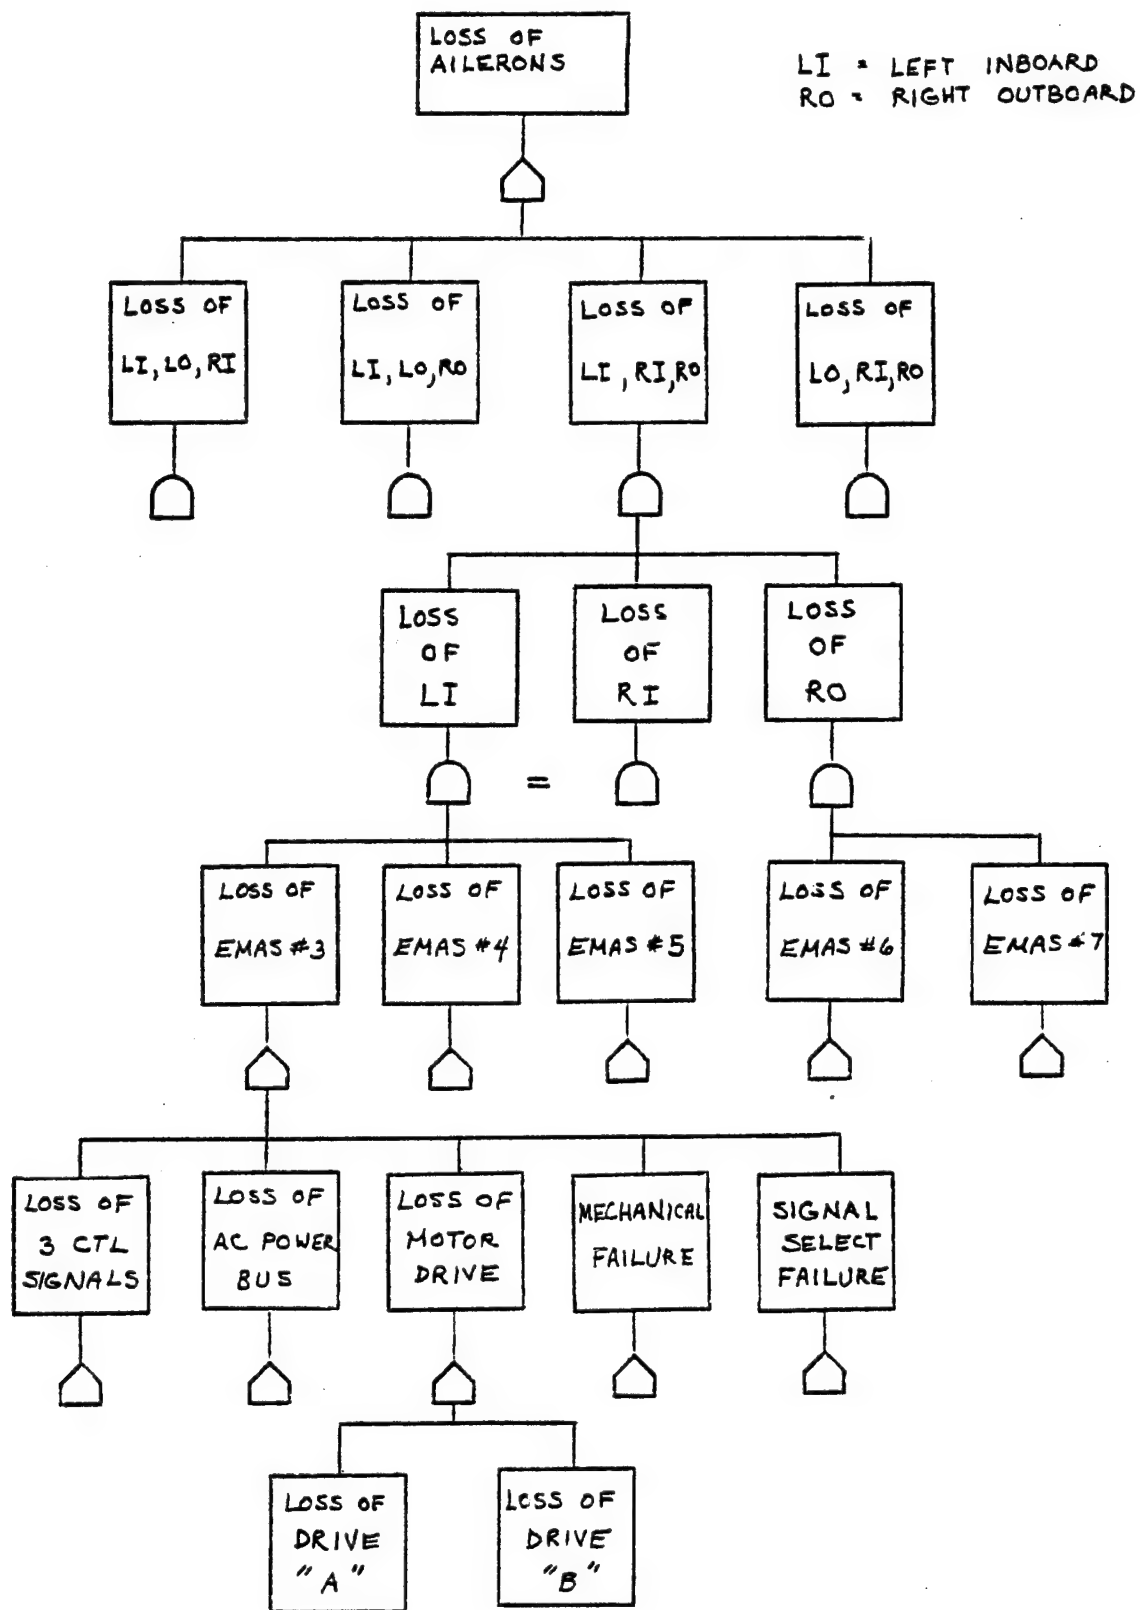 LOSS OF
AILERONS
LI = LEFT INBOARD
RO = RIGHT OUTBOARD
LOSS OF
LI, LO, RI
LOSS OF
LI, LO, RO
LOSS OF
LI, RI, RO
LOSS OF
LO, RI, RO
LOSS
OF
LI
LOSS
OF
RI
LOSS
OF
RO
=
LOSS OF
EMAS #3
LOSS OF
EMAS #4
LOSS OF
EMAS #5
LOSS OF
EMAS #6
LOSS OF
EMAS #7
LOSS OF
3 CTL
SIGNALS
LOSS OF
AC POWER
BUS
LOSS OF
MOTOR
DRIVE
MECHANICAL
FAILURE
SIGNAL
SELECT
FAILURE
LOSS OF
DRIVE
"A"
LOSS OF
DRIVE
"B"